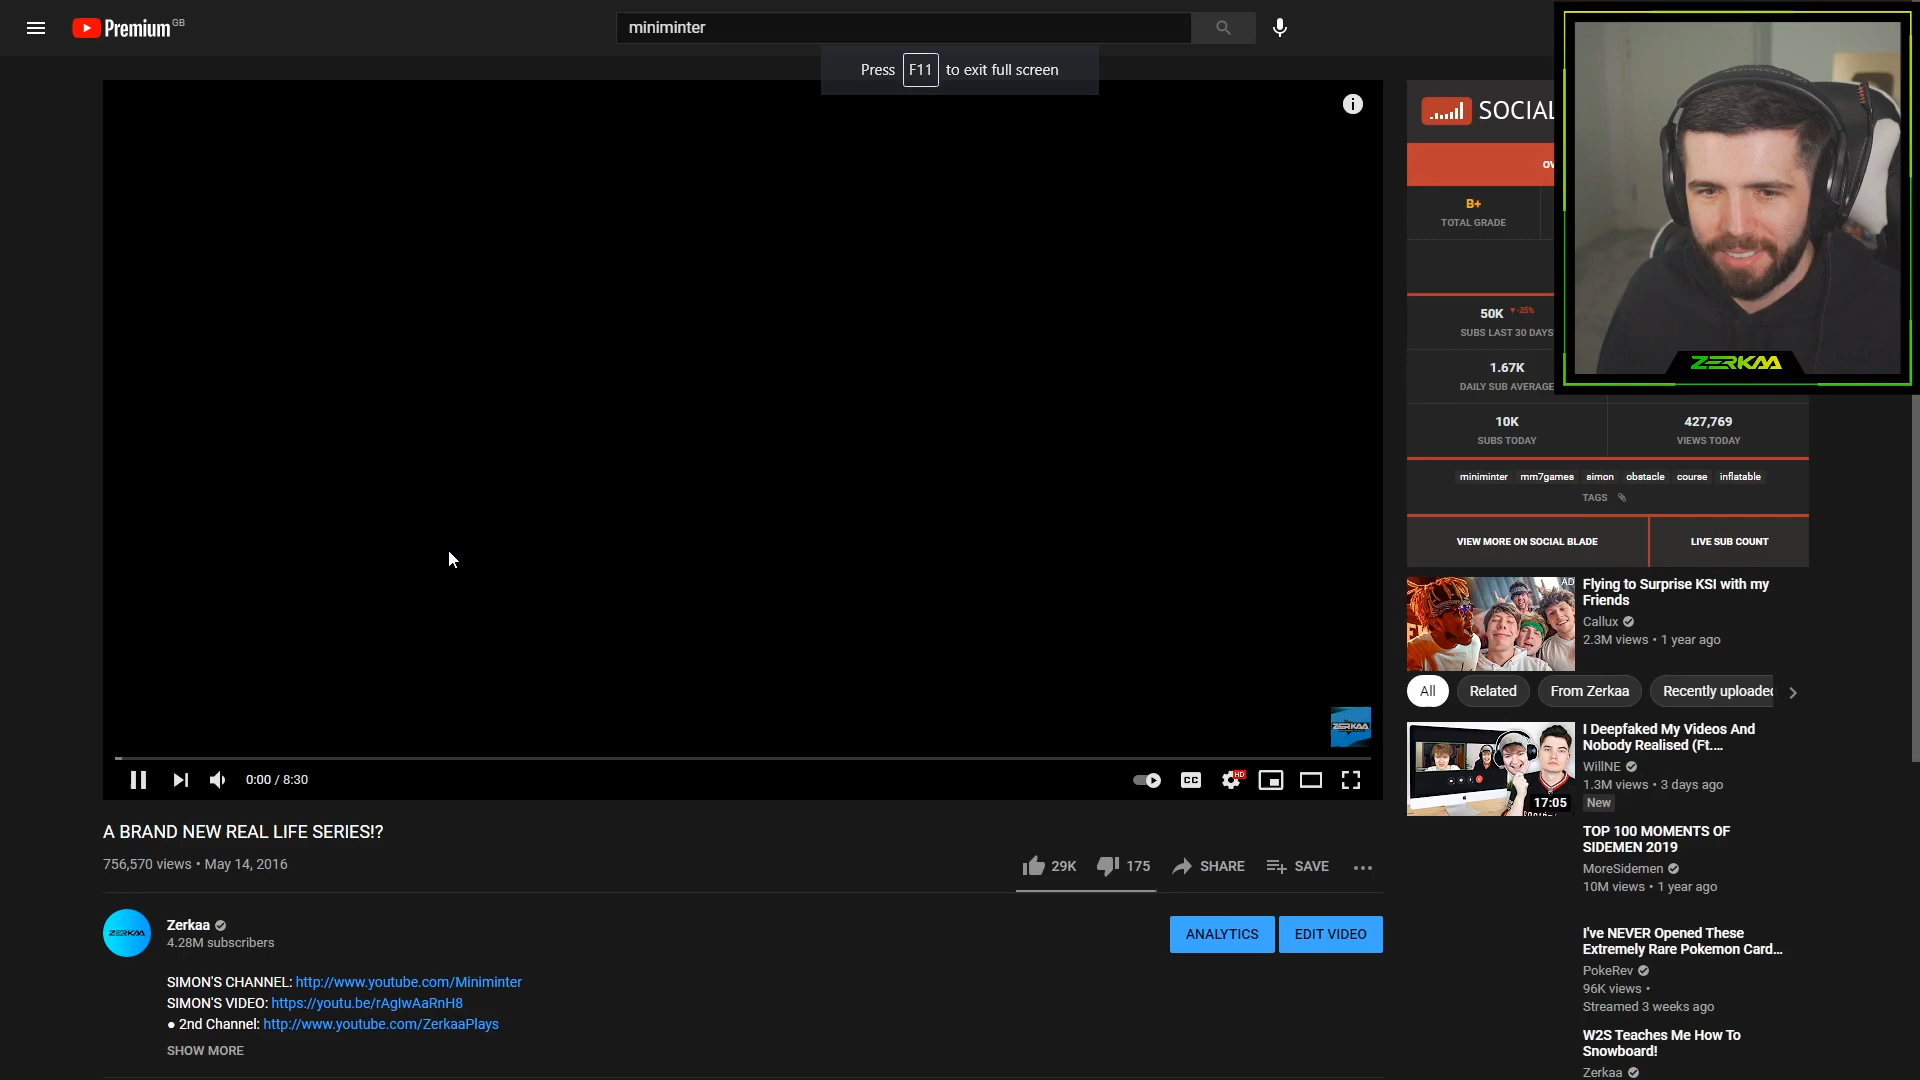 Premium GB
miniminter
Press F11 to exit full screen
SOCIAL
B+
TOTAL GRADE
50K ▼-25%
SUBS LAST 30 DAYS
1.67K
DAILY SUB AVERAGE
10K
SUBS TODAY
427,769
VIEWS TODAY
miniminter mm7games simon obstacle course inflatable
TAGS
VIEW MORE ON SOCIAL BLADE
LIVE SUB COUNT
ZERKAA
ZERKAA
0:00 / 8:30
CC
HD
A BRAND NEW REAL LIFE SERIES!?
756,570 views • May 14, 2016
29K
175
SHARE
SAVE
ZERKAA
Zerkaa
4.28M subscribers
ANALYTICS
EDIT VIDEO
SIMON'S CHANNEL: http://www.youtube.com/Miniminter
SIMON'S VIDEO: https://youtu.be/rAglwAaRnH8
● 2nd Channel: http://www.youtube.com/ZerkaaPlays
SHOW MORE
AD
Flying to Surprise KSI with my
Friends
Callux
2.3M views • 1 year ago
All
Related
From Zerkaa
Recently uploaded
17:05
I Deepfaked My Videos And
Nobody Realised (Ft....
WillNE
1.3M views • 3 days ago
New
TOP 100 MOMENTS OF
SIDEMEN 2019
MoreSidemen
10M views • 1 year ago
I've NEVER Opened These
Extremely Rare Pokemon Card...
PokeRev
96K views •
Streamed 3 weeks ago
W2S Teaches Me How To
Snowboard!
Zerkaa